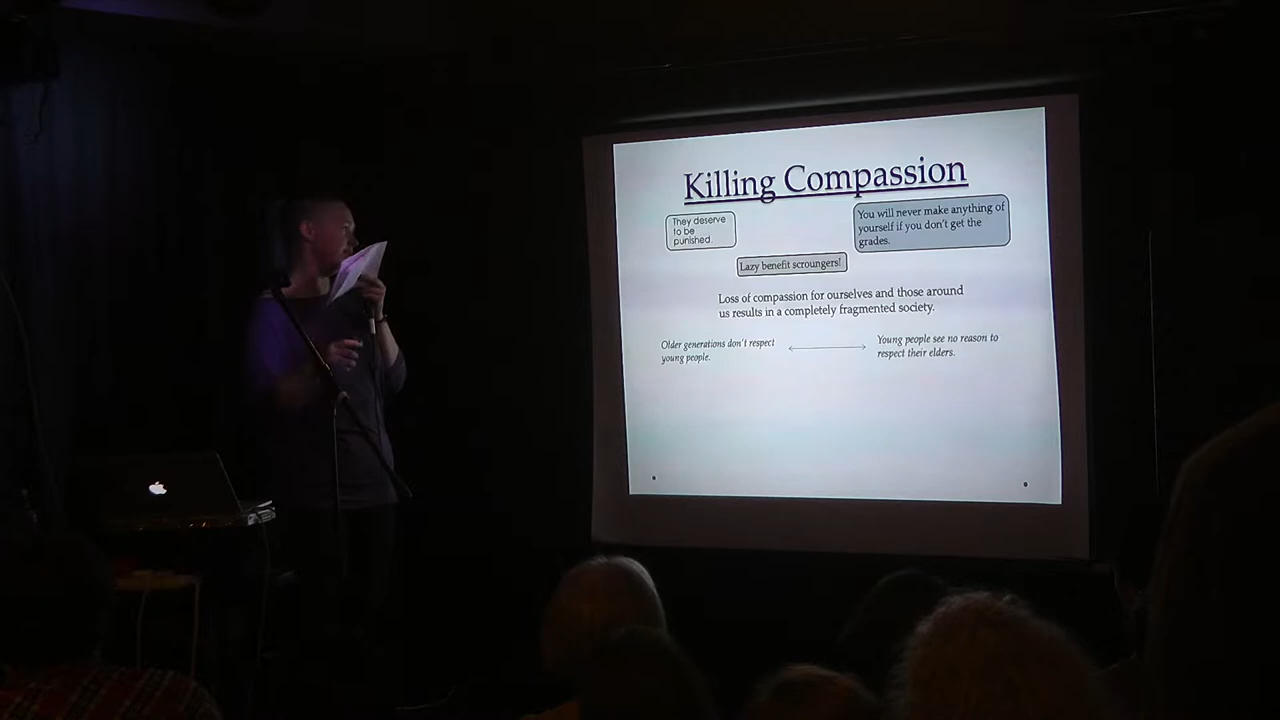 Killing Compassion
They deserve
to be
punished.
You will never make anything of
yourself if you don't get the
grades.
Lazy benefit scroungers!
Loss of compassion for ourselves and those around
us results in a completely fragmented society.
Older generations don't respect
young people.
Young people see no reason to
respect their elders.